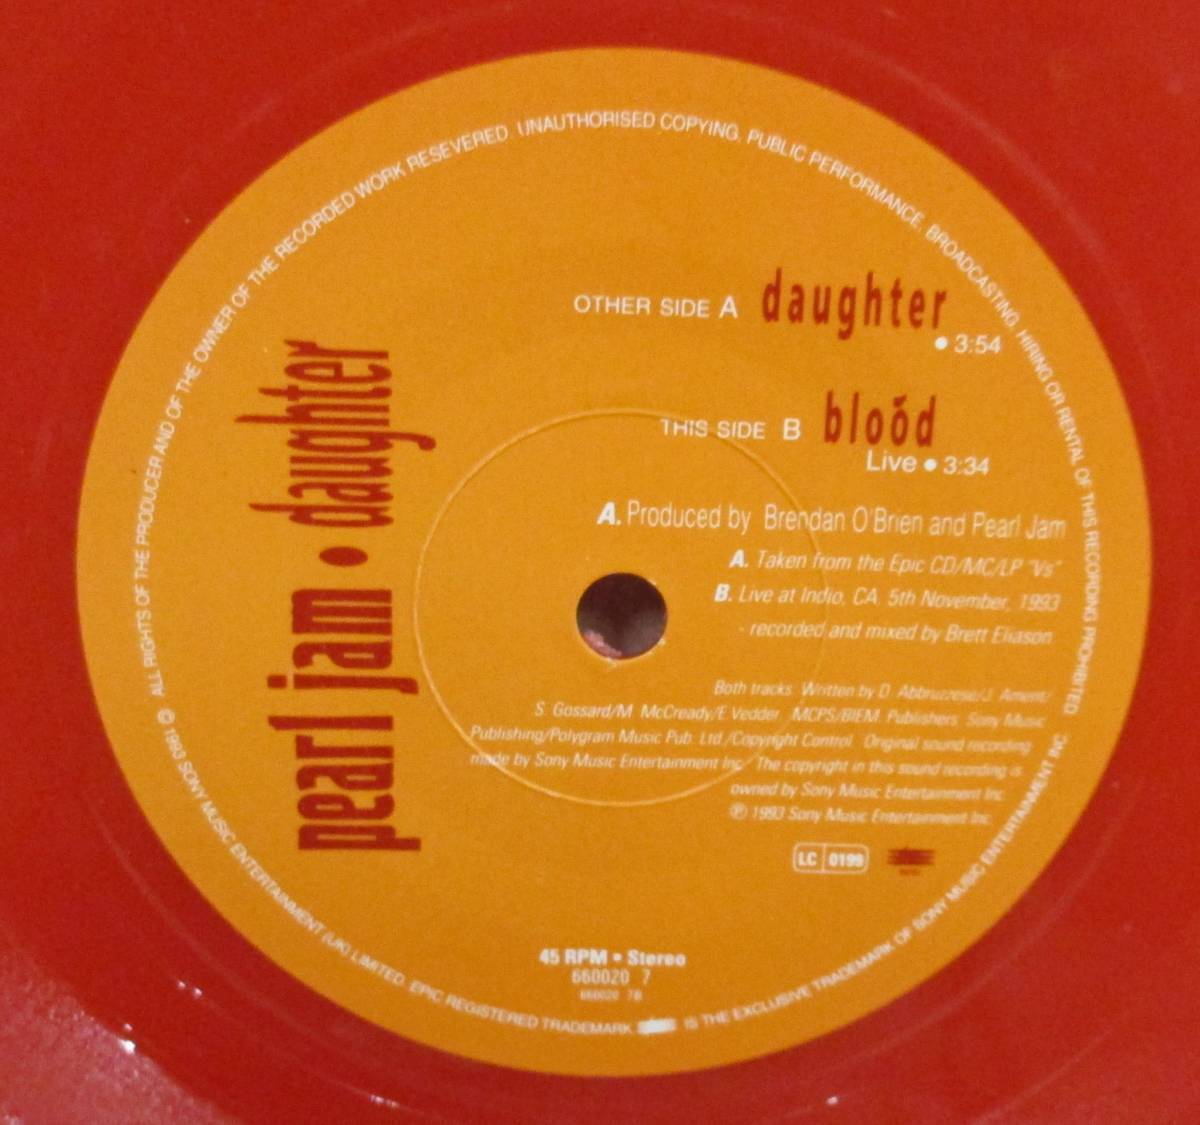 ALL RIGHTS OF THE PRODUCER AND OF THE OWNER OF THE RECORDED WORK RESEVERED. UNAUTHORISED COPYING, PUBLIC PERFORMANCE, BROADCASTING, HIRING OR RENTAL OF THIS RECORDING PROHIBITED
pearl jam • daughter
OTHER SIDE A daughter
• 3:54
THIS SIDE B bloód
Live • 3:34
A. Produced by Brendan O'Brien and Pearl Jam
A. Taken from the Epic CD/MC/LP "Vs"
B. Live at Indio, CA, 5th November, 1993
- recorded and mixed by Brett Eliason
Both tracks: Written by D. Abbruzzese/J. Ament/
S. Gossard/M. McCready/E.Vedder. MCPS/BIEM. Publishers: Sony Music
Publishing/Polygram Music Pub. Ltd./Copyright Control. Original sound recording
made by Sony Music Entertainment Inc. The copyright in this sound recording is
owned by Sony Music Entertainment Inc.
℗ 1993 Sony Music Entertainment Inc.
LC 0199
45 RPM • Stereo
660020 7
660020 7B
© 1993 SONY MUSIC ENTERTAINMENT (UK) LIMITED. EPIC REGISTERED TRADEMARK IS THE EXCLUSIVE TRADEMARK OF SONY MUSIC ENTERTAINMENT INC.